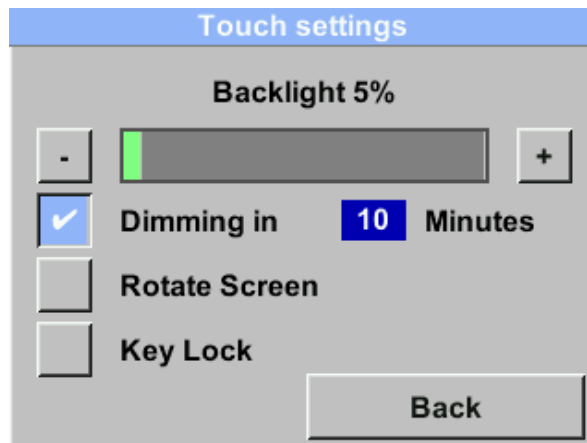 Touch settings
Backlight 5%
- +
Dimming in 10 Minutes
Rotate Screen
Key Lock
Back